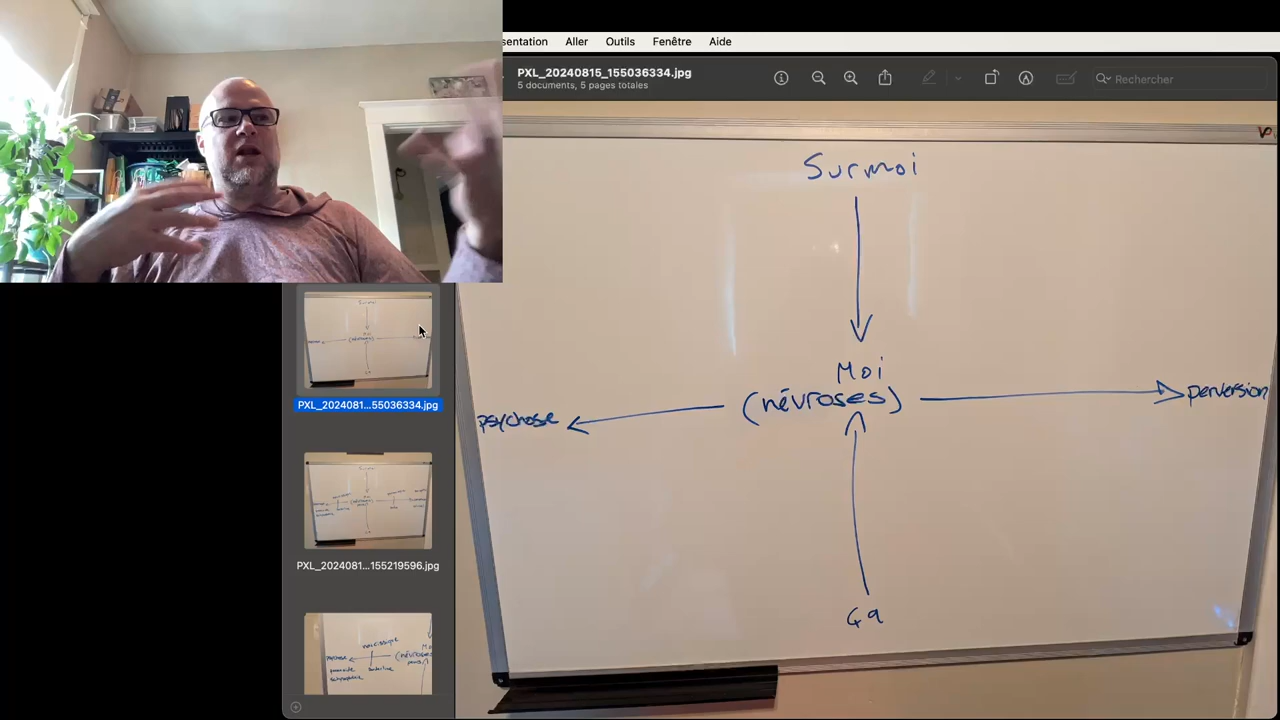 sentation Aller Outils Fenêtre Aide
PXL_20240815_155036334.jpg
5 documents, 5 pages totales
Rechercher
Surmoi
Moi
(névroses)
psychose
perversion
ça
PXL_2024081...55036334.jpg
PXL_2024081...155219596.jpg